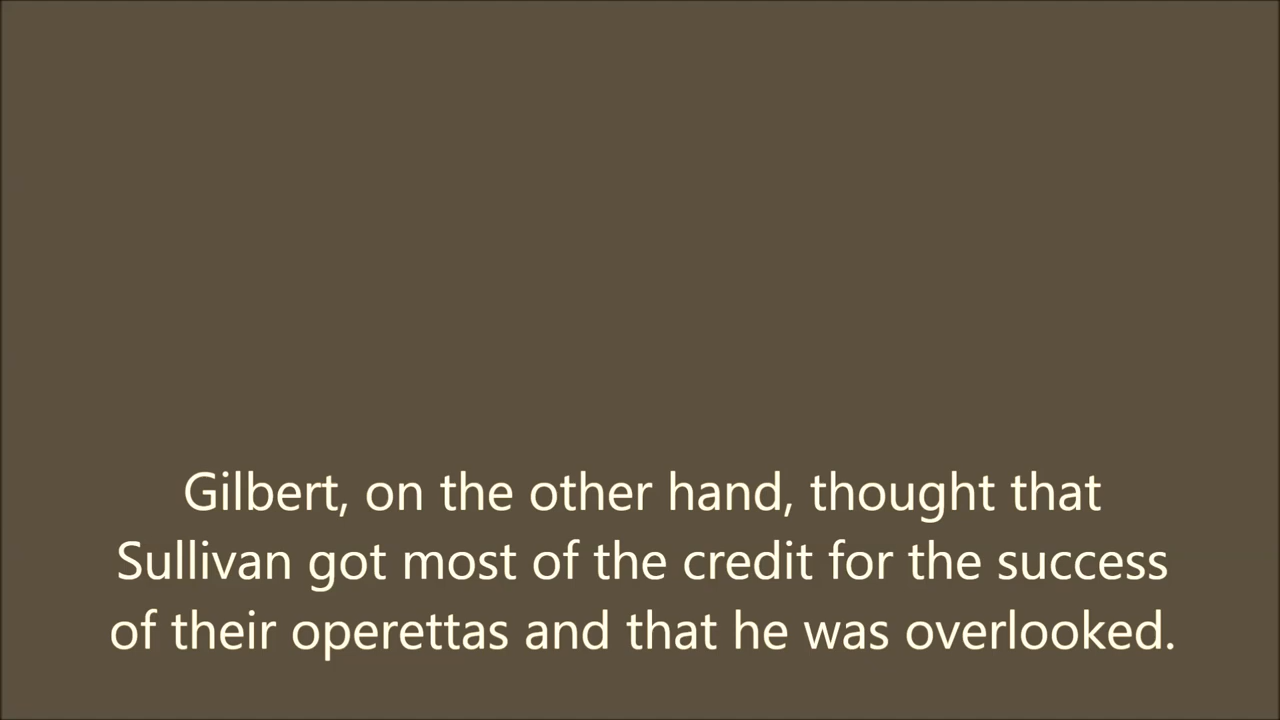 Gilbert, on the other hand, thought that
Sullivan got most of the credit for the success
of their operettas and that he was overlooked.